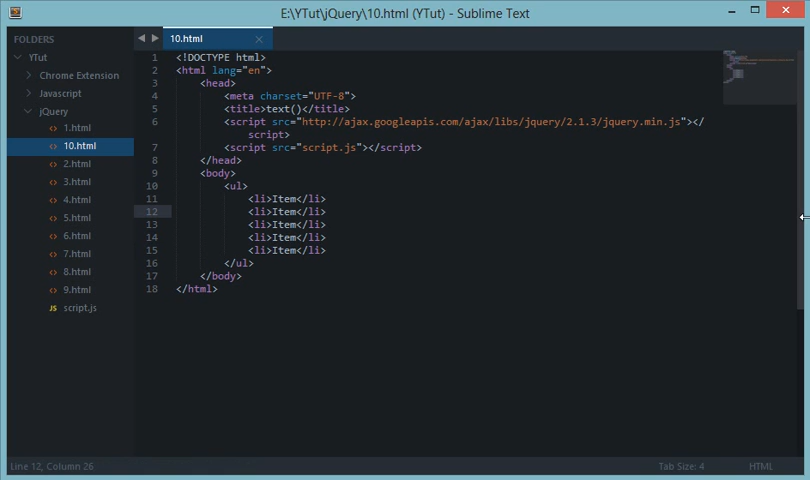 E:\YTut\jQuery\10.html (YTut) - Sublime Text
FOLDERS
YTut
Chrome Extension
Javascript
jQuery
<> 1.html
<> 10.html
<> 2.html
<> 3.html
<> 4.html
<> 5.html
<> 6.html
<> 7.html
<> 8.html
<> 9.html
JS script.js
10.html
1 <!DOCTYPE html>
2 <html lang="en">
3 <head>
4 <meta charset="UTF-8">
5 <title>text()</title>
6 <script src="http://ajax.googleapis.com/ajax/libs/jquery/2.1.3/jquery.min.js"></
script>
7 <script src="script.js"></script>
8 </head>
9 <body>
10 <ul>
11 <li>Item</li>
12 <li>Item</li>
13 <li>Item</li>
14 <li>Item</li>
15 <li>Item</li>
16 </ul>
17 </body>
18 </html>
Line 12, Column 26
Tab Size: 4
HTML